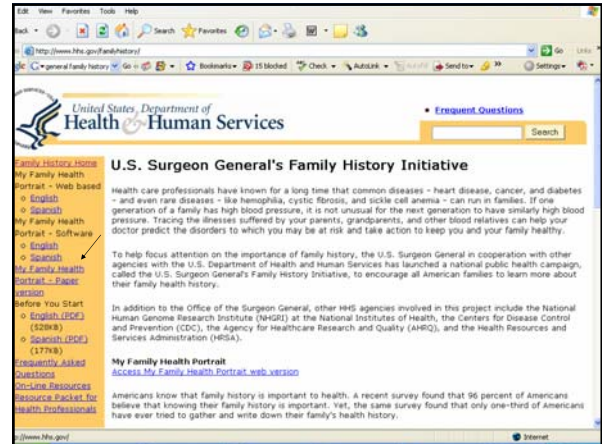 Edit View Favorites Tools Help
Back Search Favorites
http://www.hhs.gov/familyhistory/ Go Links
general family history Go Bookmarks 15 blocked Check AutoLink Send to Settings
United States Department of
Health & Human Services
Frequent Questions
Search
Family History Home
My Family Health
Portrait - Web based
English
Spanish
My Family Health
Portrait - Software
English
Spanish
My Family Health
Portrait - Paper
version
Before You Start
English (PDF)
(528KB)
Spanish (PDF)
(177KB)
Frequently Asked
Questions
On-Line Resources
Resource Packet for
Health Professionals
U.S. Surgeon General's Family History Initiative
Health care professionals have known for a long time that common diseases - heart disease, cancer, and diabetes
- and even rare diseases - like hemophilia, cystic fibrosis, and sickle cell anemia - can run in families. If one
generation of a family has high blood pressure, it is not unusual for the next generation to have similarly high blood
pressure. Tracing the illnesses suffered by your parents, grandparents, and other blood relatives can help your
doctor predict the disorders to which you may be at risk and take action to keep you and your family healthy.
To help focus attention on the importance of family history, the U.S. Surgeon General in cooperation with other
agencies with the U.S. Department of Health and Human Services has launched a national public health campaign,
called the U.S. Surgeon General's Family History Initiative, to encourage all American families to learn more about
their family health history.
In addition to the Office of the Surgeon General, other HHS agencies involved in this project include the National
Human Genome Research Institute (NHGRI) at the National Institutes of Health, the Centers for Disease Control
and Prevention (CDC), the Agency for Healthcare Research and Quality (AHRQ), and the Health Resources and
Services Administration (HRSA).
My Family Health Portrait
Access My Family Health Portrait web version
Americans know that family history is important to health. A recent survey found that 96 percent of Americans
believe that knowing their family history is important. Yet, the same survey found that only one-third of Americans
have ever tried to gather and write down their family's health history.
p://www.hhs.gov/ Internet